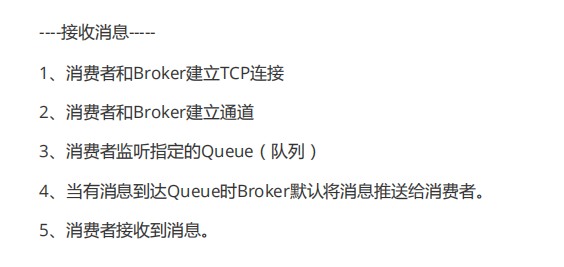 ----接收消息-----
1、消费者和Broker建立TCP连接
2、消费者和Broker建立通道
3、消费者监听指定的Queue（队列）
4、当有消息到达Queue时Broker默认将消息推送给消费者。
5、消费者接收到消息。